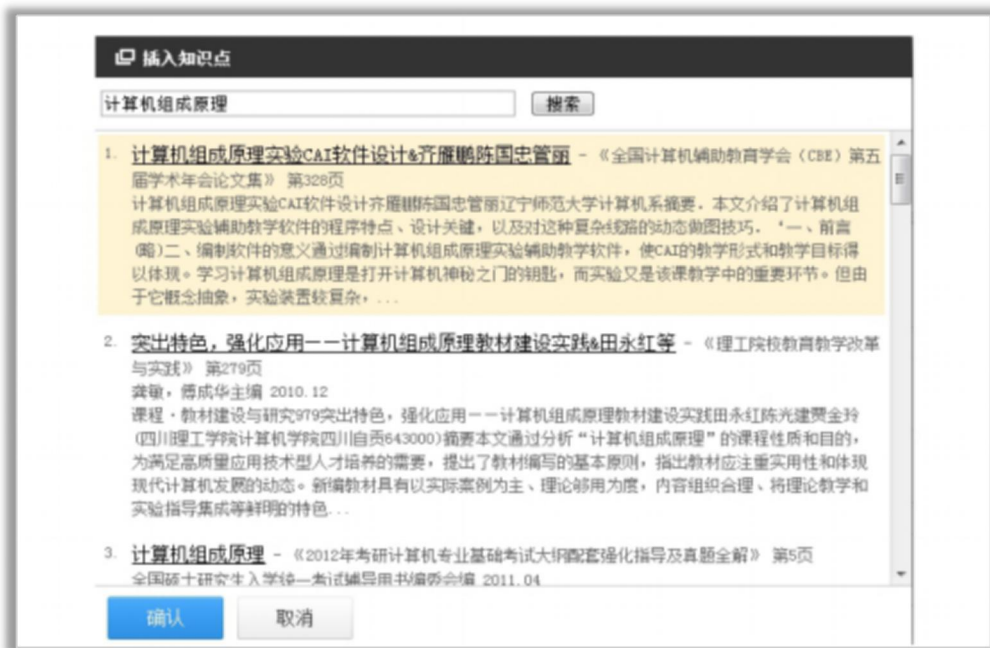 插入知识点
计算机组成原理 搜索
1. 计算机组成原理实验CAI软件设计&齐雁鹏陈国忠管丽 - 《全国计算机辅助教育学会（CBE）第五
届学术年会论文集》 第328页
计算机组成原理实验CAI软件设计齐雁鹏陈国忠管丽辽宁师范大学计算机系摘要．本文介绍了计算机组
成原理实验辅助教学软件的程序特点、设计关键，以及对这种复杂线路的动态做图技巧．‘一、前言
(略)二、编制软件的意义通过编制计算机组成原理实验辅助教学软件，使CAI的教学形式和教学目标得
以体现。学习计算机组成原理是打开计算机神秘之门的钥匙，而实验又是该课教学中的重要环节。但由
于它概念抽象，实验装置较复杂，...
2. 突出特色，强化应用——计算机组成原理教材建设实践&田永红等 - 《理工院校教育教学改革
与实践》 第279页
龚敏，傅成华主编 2010.12
课程·教材建设与研究979突出特色，强化应用——计算机组成原理教材建设实践田永红陈光建贾金玲
(四川理工学院计算机学院四川自贡643000)摘要本文通过分析“计算机组成原理”的课程性质和目的，
为满足高质量应用技术型人才培养的需要，提出了教材编写的基本原则，指出教材应注重实用性和体现
现代计算机发展的动态。新编教材具有以实际案例为主、理论够用为度，内容组织合理、将理论教学和
实验指导集成等鲜明的特色...
3. 计算机组成原理 - 《2012年考研计算机专业基础考试大纲配套强化指导及真题全解》 第5页
全国硕士研究生入学统一考试辅导用书编委会编 2011.04
确认 取消